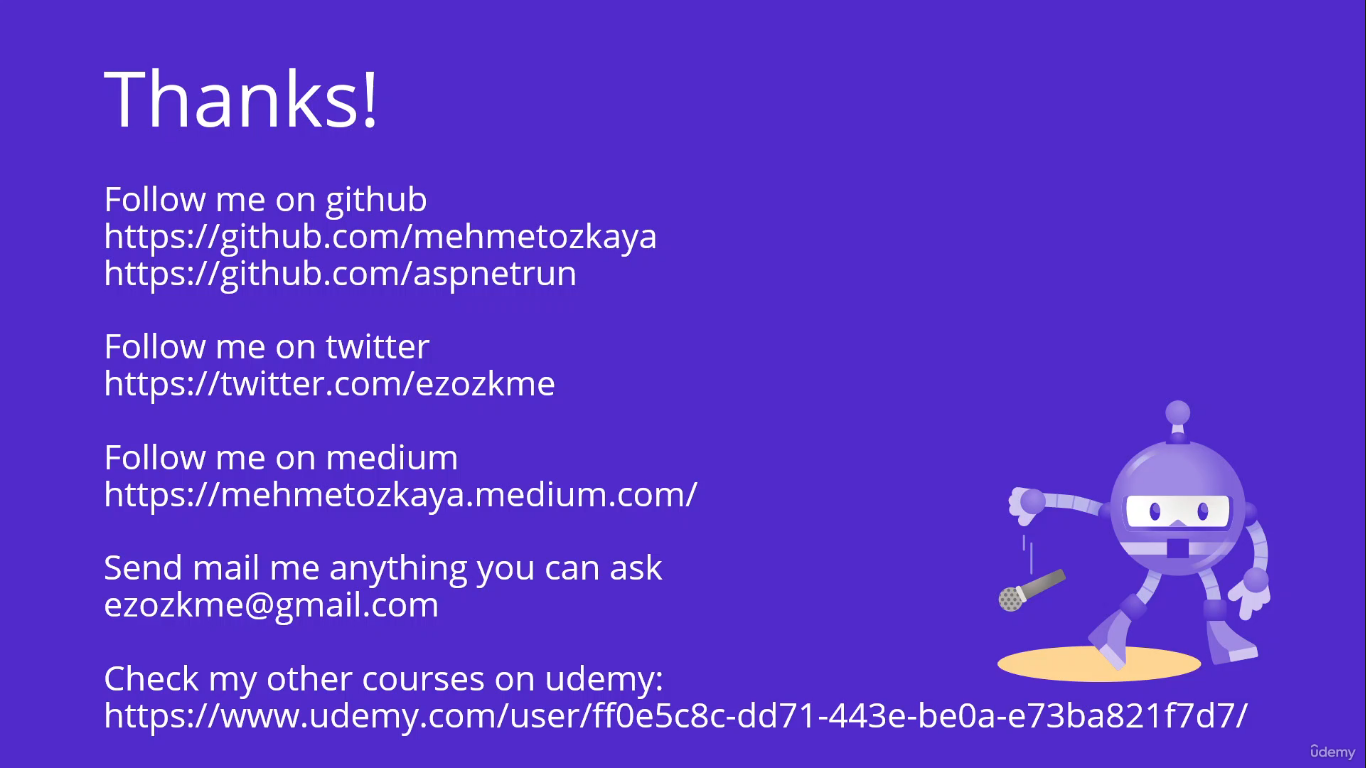 Thanks!
Follow me on github
https://github.com/mehmetozkaya
https://github.com/aspnetrun
Follow me on twitter
https://twitter.com/ezozkme
Follow me on medium
https://mehmetozkaya.medium.com/
Send mail me anything you can ask
ezozkme@gmail.com
Check my other courses on udemy:
https://www.udemy.com/user/ff0e5c8c-dd71-443e-be0a-e73ba821f7d7/
udemy